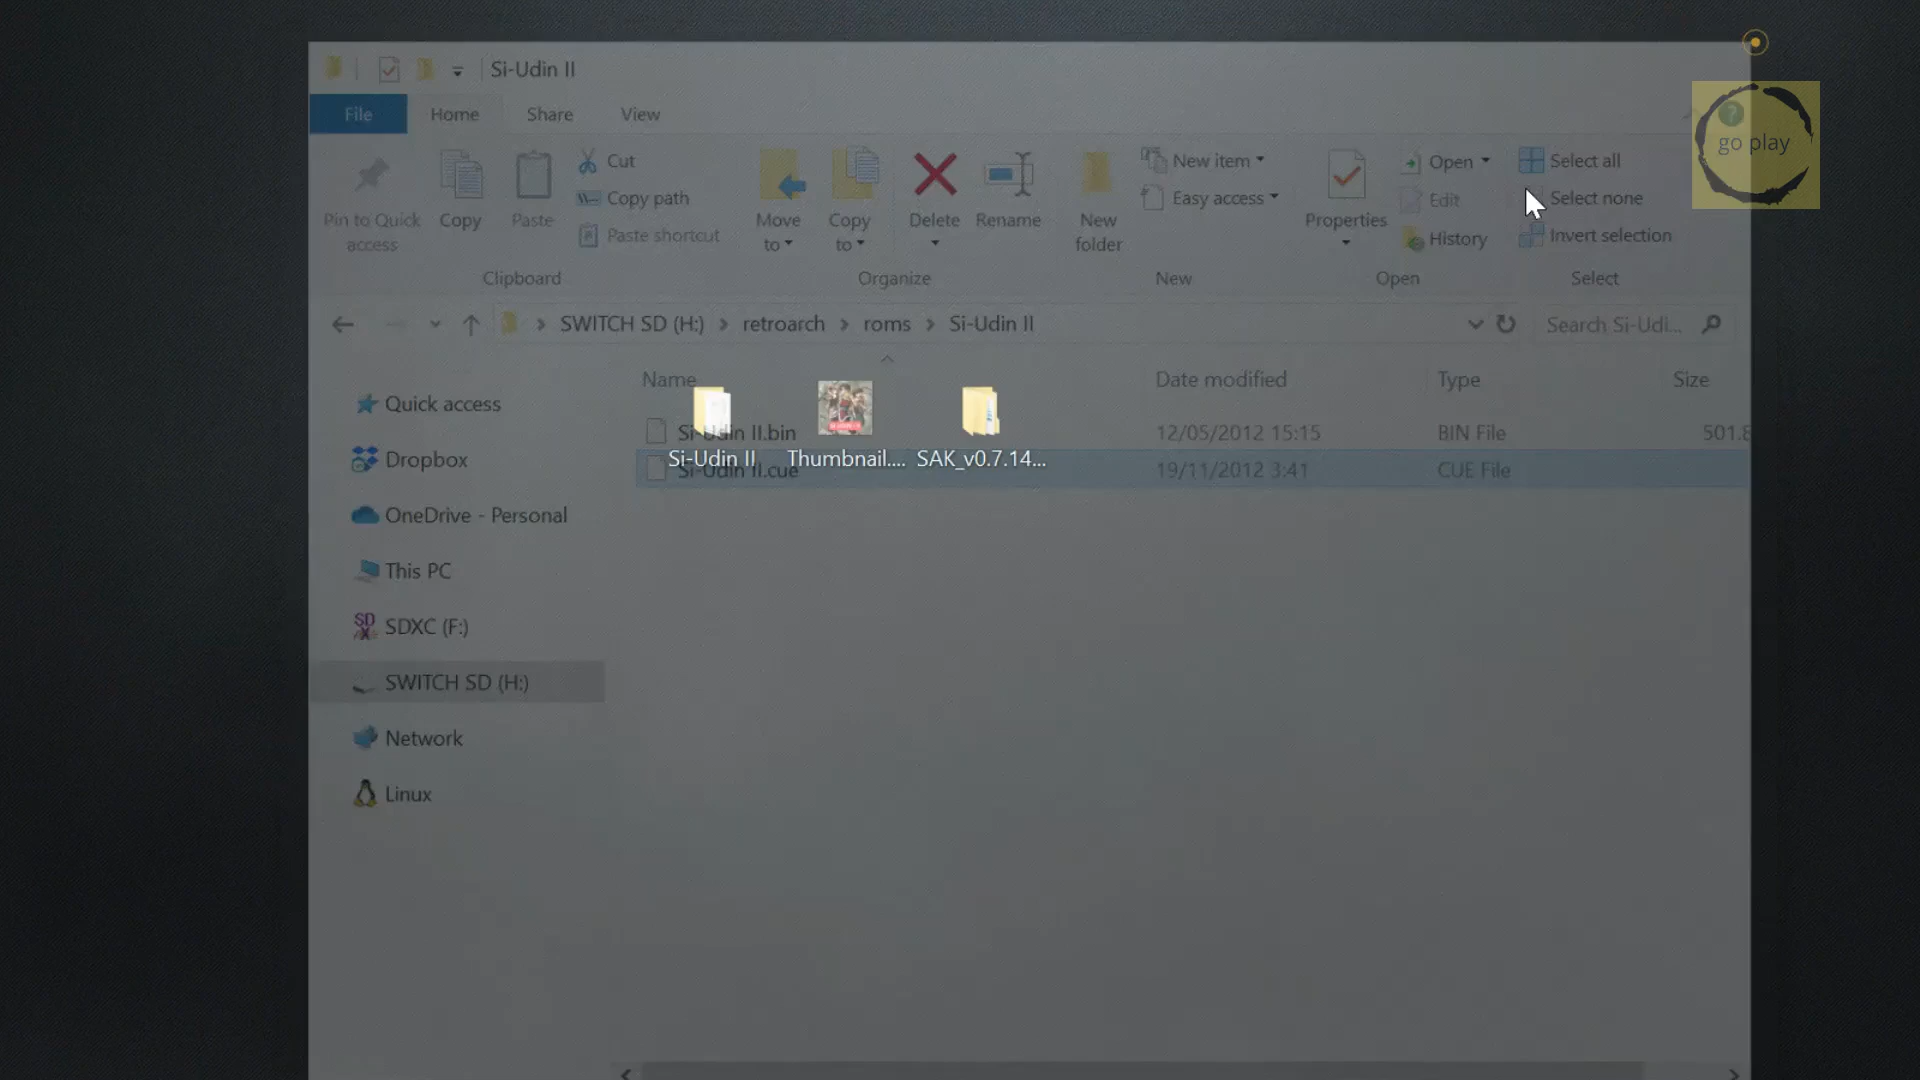 Si-Udin II
File Home Share View
Pin to Quick access
Copy
Paste
Cut
Copy path
Paste shortcut
Clipboard
Move to
Copy to
Delete
Rename
Organize
New folder
New item
Easy access
New
Properties
Open
Edit
History
Open
Select all
Select none
Invert selection
Select
go play
SWITCH SD (H:) retroarch roms Si-Udin II
Search Si-Udi...
Name Date modified Type Size
Si-Udin II.bin 12/05/2012 15:15 BIN File 501.8
Si-Udin II.cue 19/11/2012 3:41 CUE File
Si-Udin II Thumbnail.... SAK_v0.7.14...
Quick access
Dropbox
OneDrive - Personal
This PC
SDXC (F:)
SWITCH SD (H:)
Network
Linux